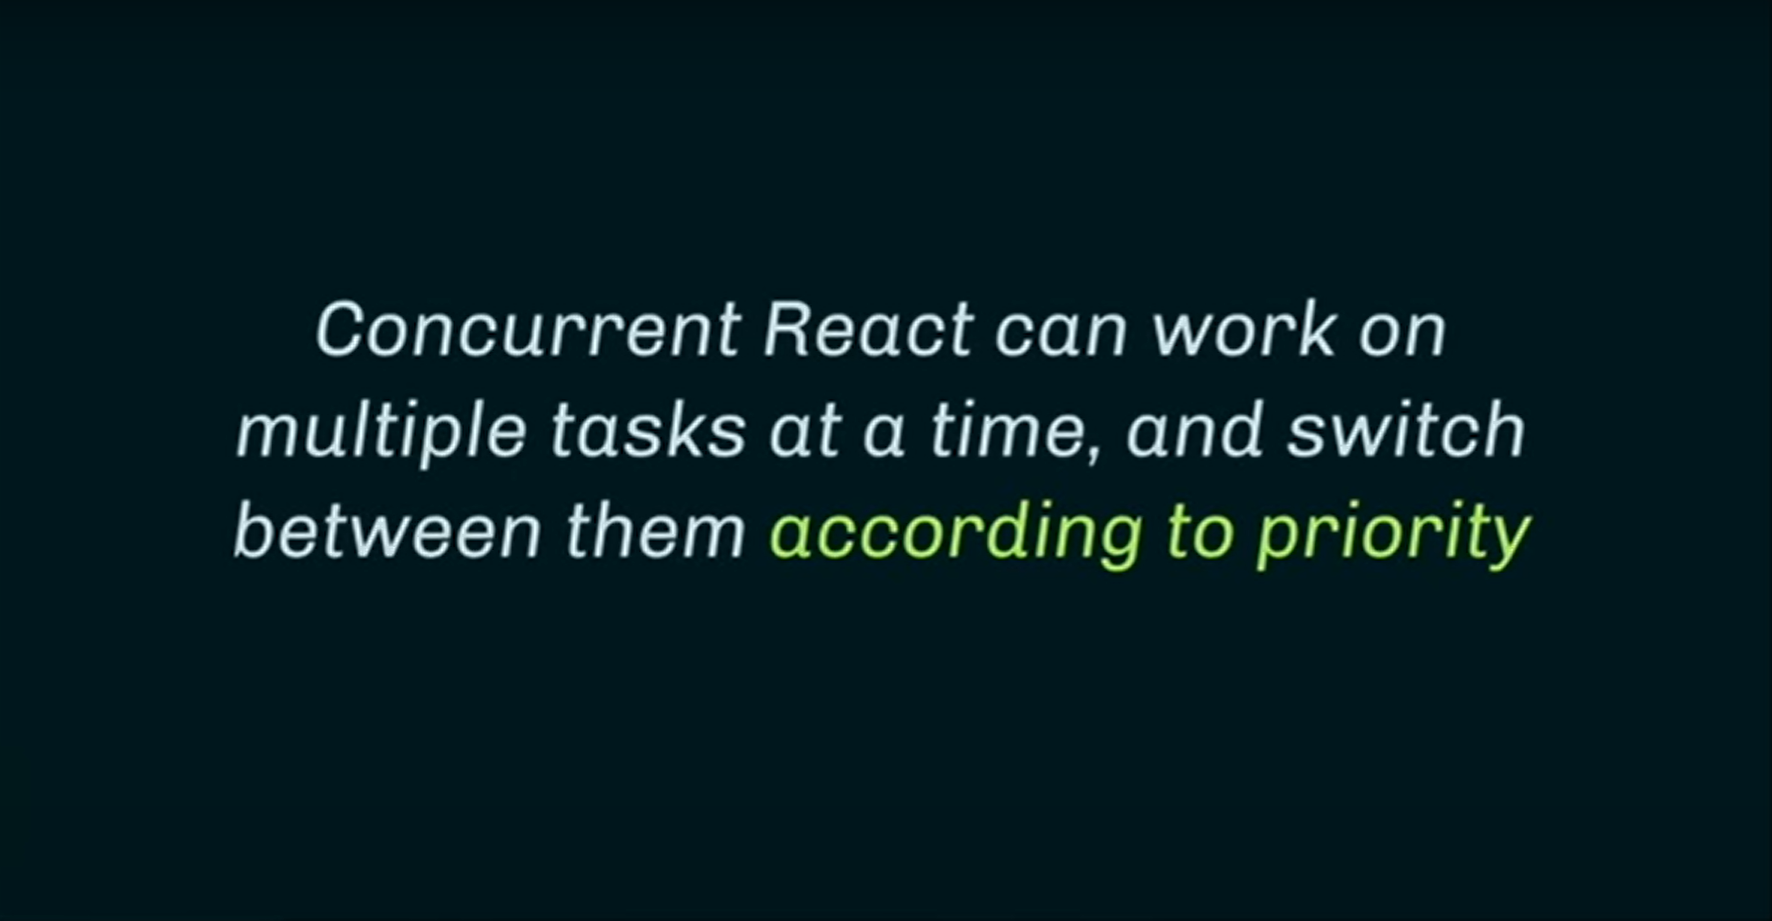 Concurrent React can work on
multiple tasks at a time, and switch
between them according to priority